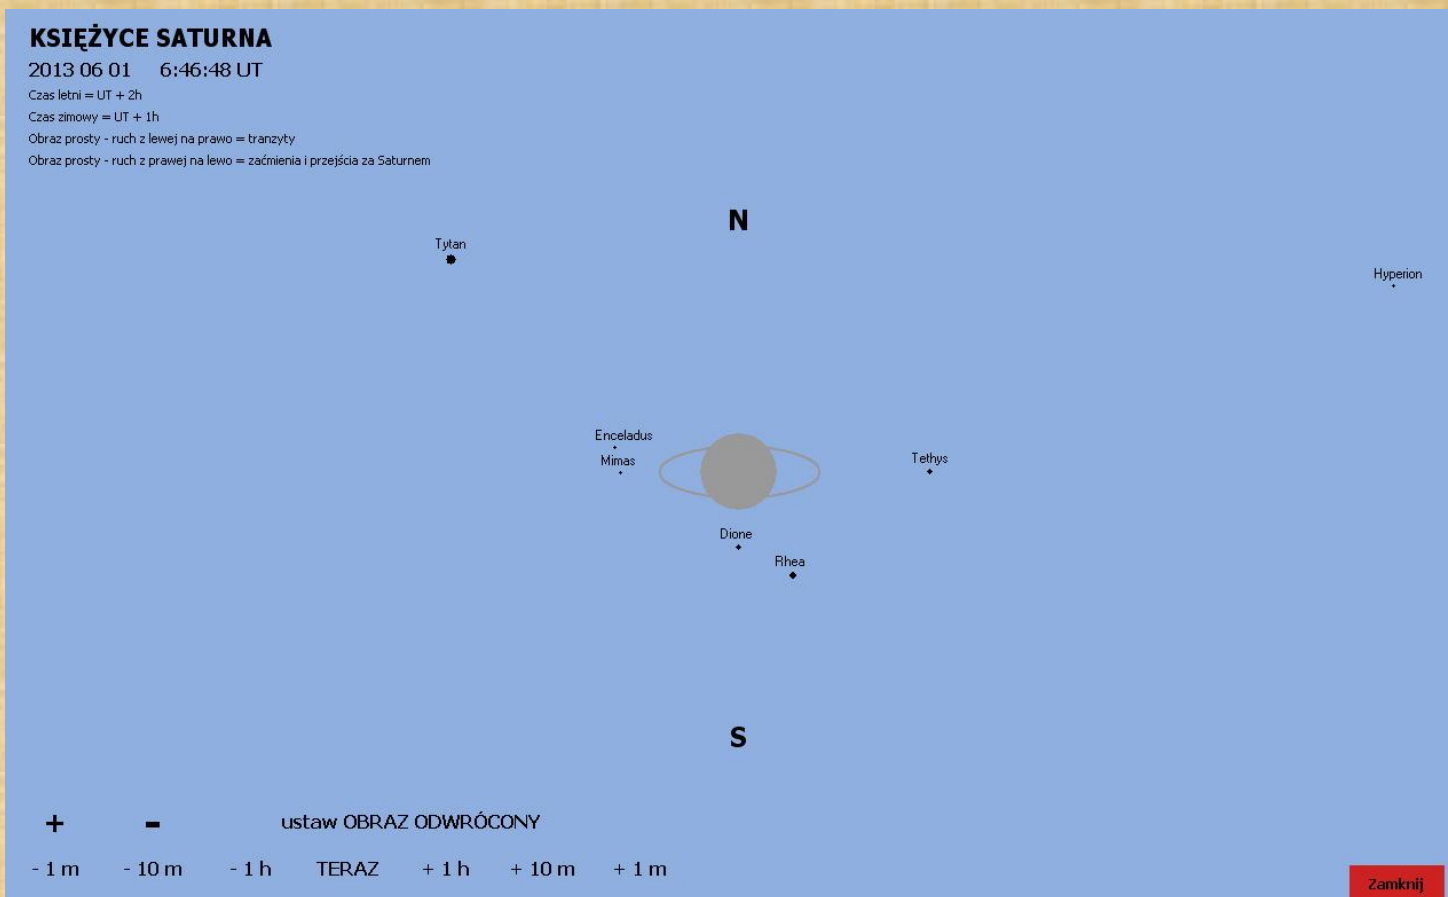 KSIĘŻYCE SATURNA
2013 06 01 6:46:48 UT
Czas letni = UT + 2h
Czas zimowy = UT + 1h
Obraz prosty - ruch z lewej na prawo = tranzyty
Obraz prosty - ruch z prawej na lewo = zaćmienia i przejścia za Saturnem
N
Tytan
Hyperion
Enceladus
Mimas
Tethys
Dione
Rhea
S
+ - ustaw OBRAZ ODWRÓCONY
- 1 m - 10 m - 1 h TERAZ + 1 h + 10 m + 1 m
Zamknij